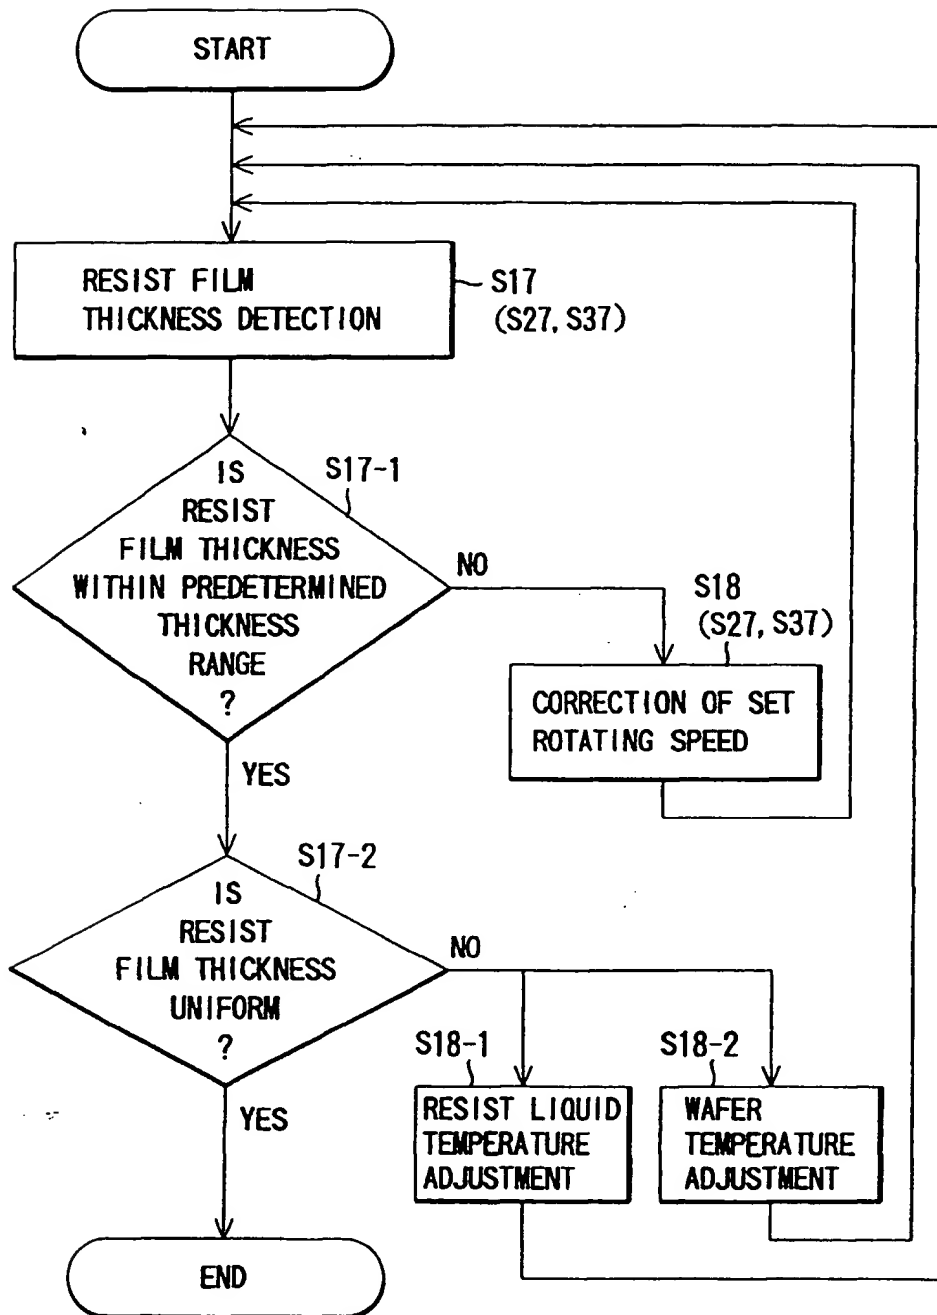 START
RESIST FILM
THICKNESS DETECTION
S17
(S27, S37)
IS
RESIST
FILM THICKNESS
WITHIN PREDETERMINED
THICKNESS
RANGE
?
S17-1
NO
S18
(S27, S37)
CORRECTION OF SET
ROTATING SPEED
YES
IS
RESIST
FILM THICKNESS
UNIFORM
?
S17-2
NO
S18-1
RESIST LIQUID
TEMPERATURE
ADJUSTMENT
S18-2
WAFER
TEMPERATURE
ADJUSTMENT
YES
END